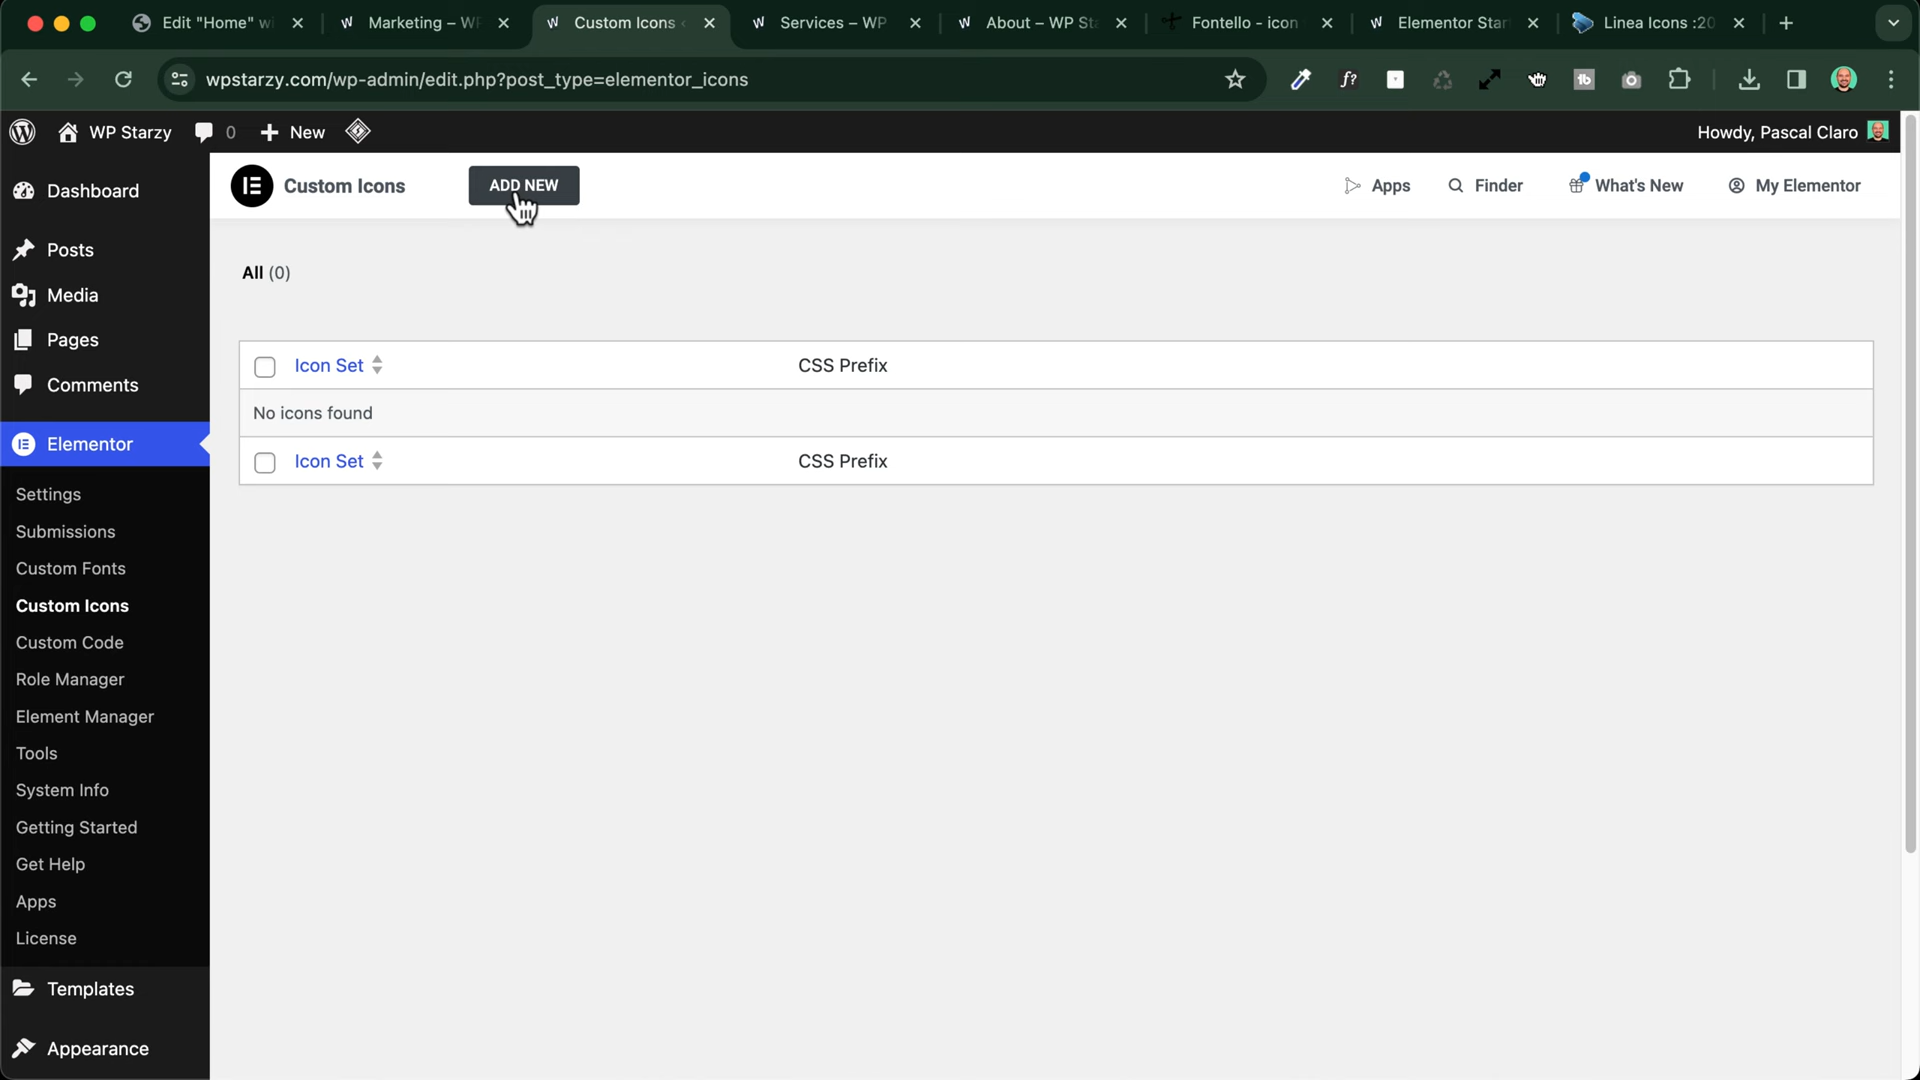 Edit "Home" wi
Marketing – WP
Custom Icons
Services – WP
About – WP Sta
Fontello - icon
Elementor Star
Linea Icons :20
wpstarzy.com/wp-admin/edit.php?post_type=elementor_icons
f?
tb
WP Starzy
0
New
Howdy, Pascal Claro
Custom Icons
ADD NEW
Apps
Finder
What's New
My Elementor
Dashboard
Posts
Media
Pages
Comments
Elementor
Settings
Submissions
Custom Fonts
Custom Icons
Custom Code
Role Manager
Element Manager
Tools
System Info
Getting Started
Get Help
Apps
License
Templates
Appearance
All (0)
Icon Set
CSS Prefix
No icons found
Icon Set
CSS Prefix